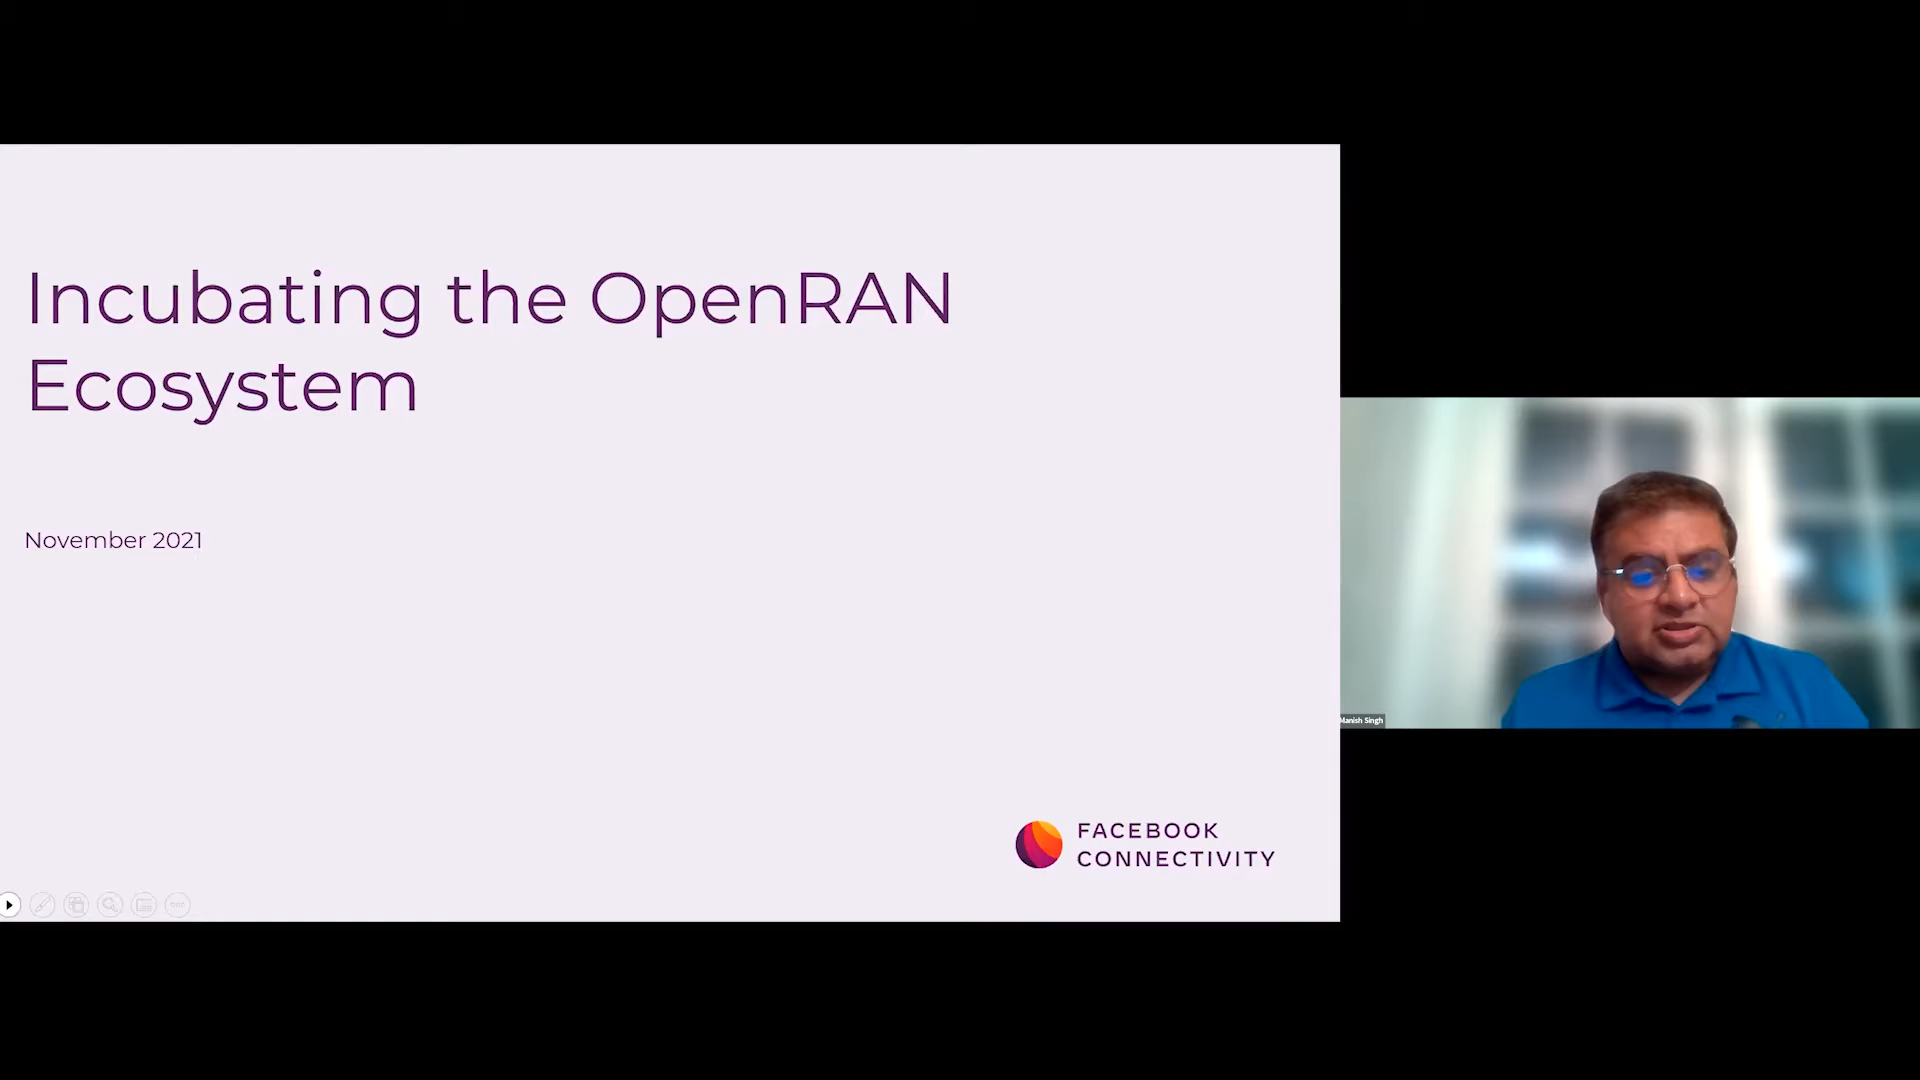 Incubating the OpenRAN
Ecosystem
November 2021
FACEBOOK
CONNECTIVITY
Manish Singh